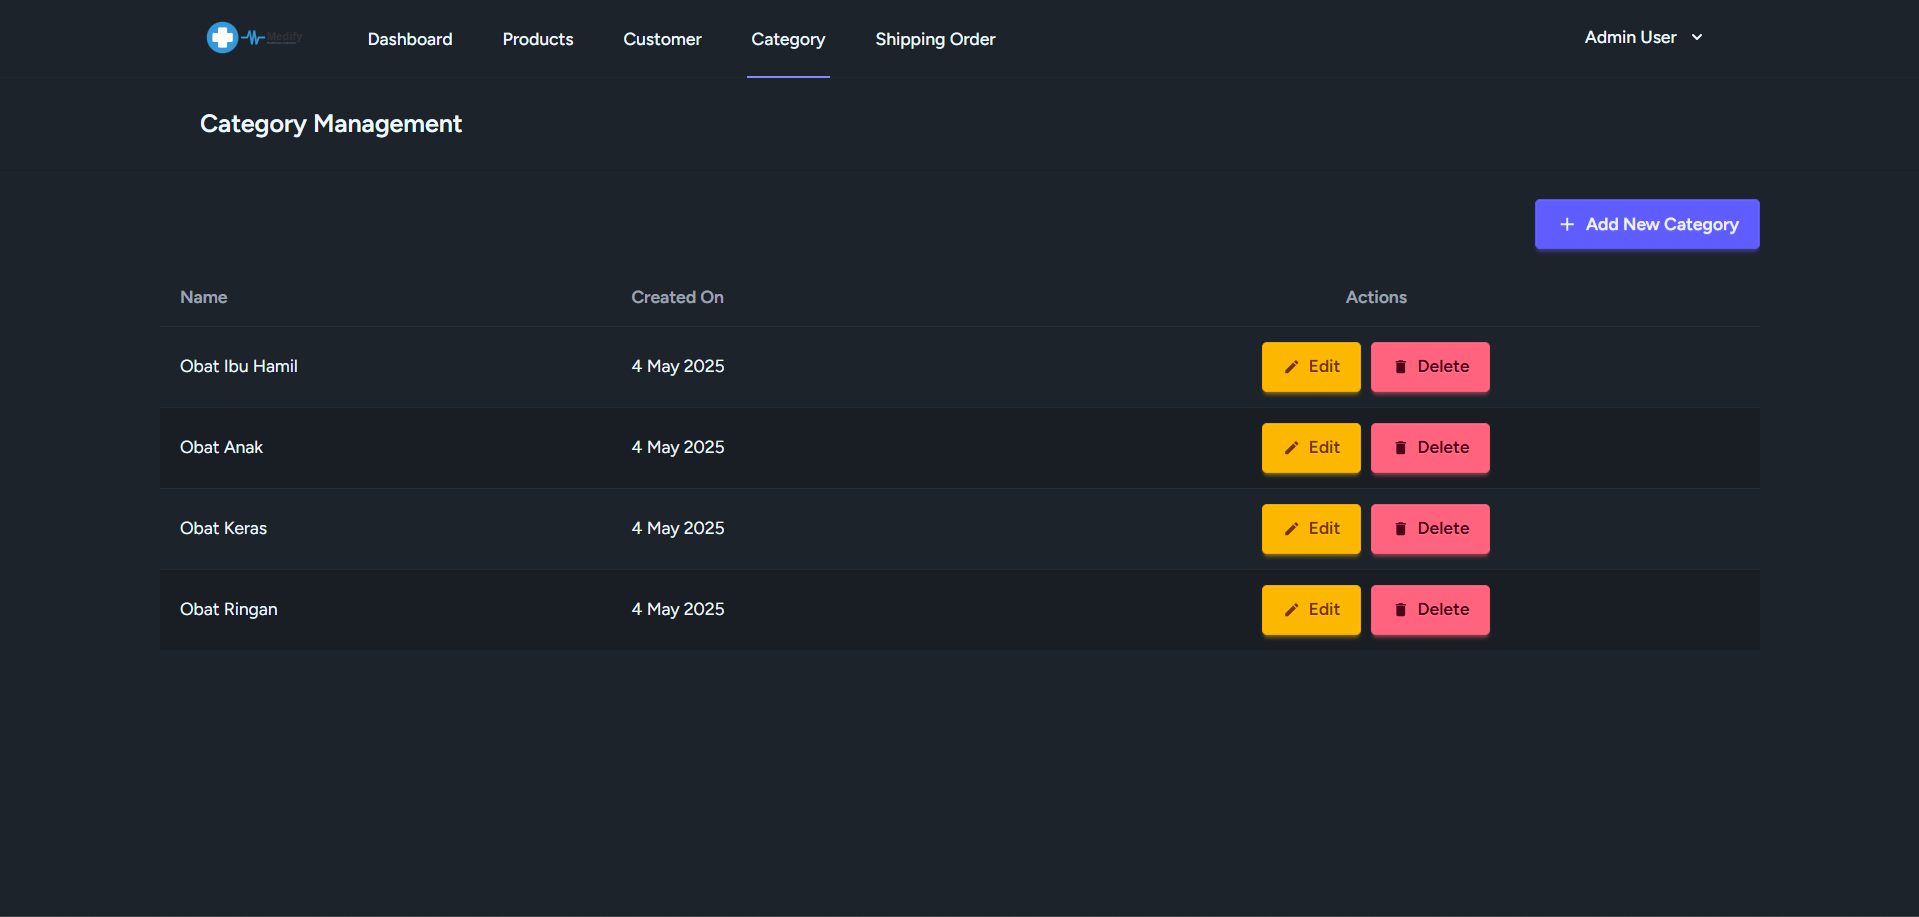 Medify
Dashboard
Products
Customer
Category
Shipping Order
Admin User
Category Management
Add New Category
Name Created On Actions
Obat Ibu Hamil 4 May 2025 Edit Delete
Obat Anak 4 May 2025 Edit Delete
Obat Keras 4 May 2025 Edit Delete
Obat Ringan 4 May 2025 Edit Delete